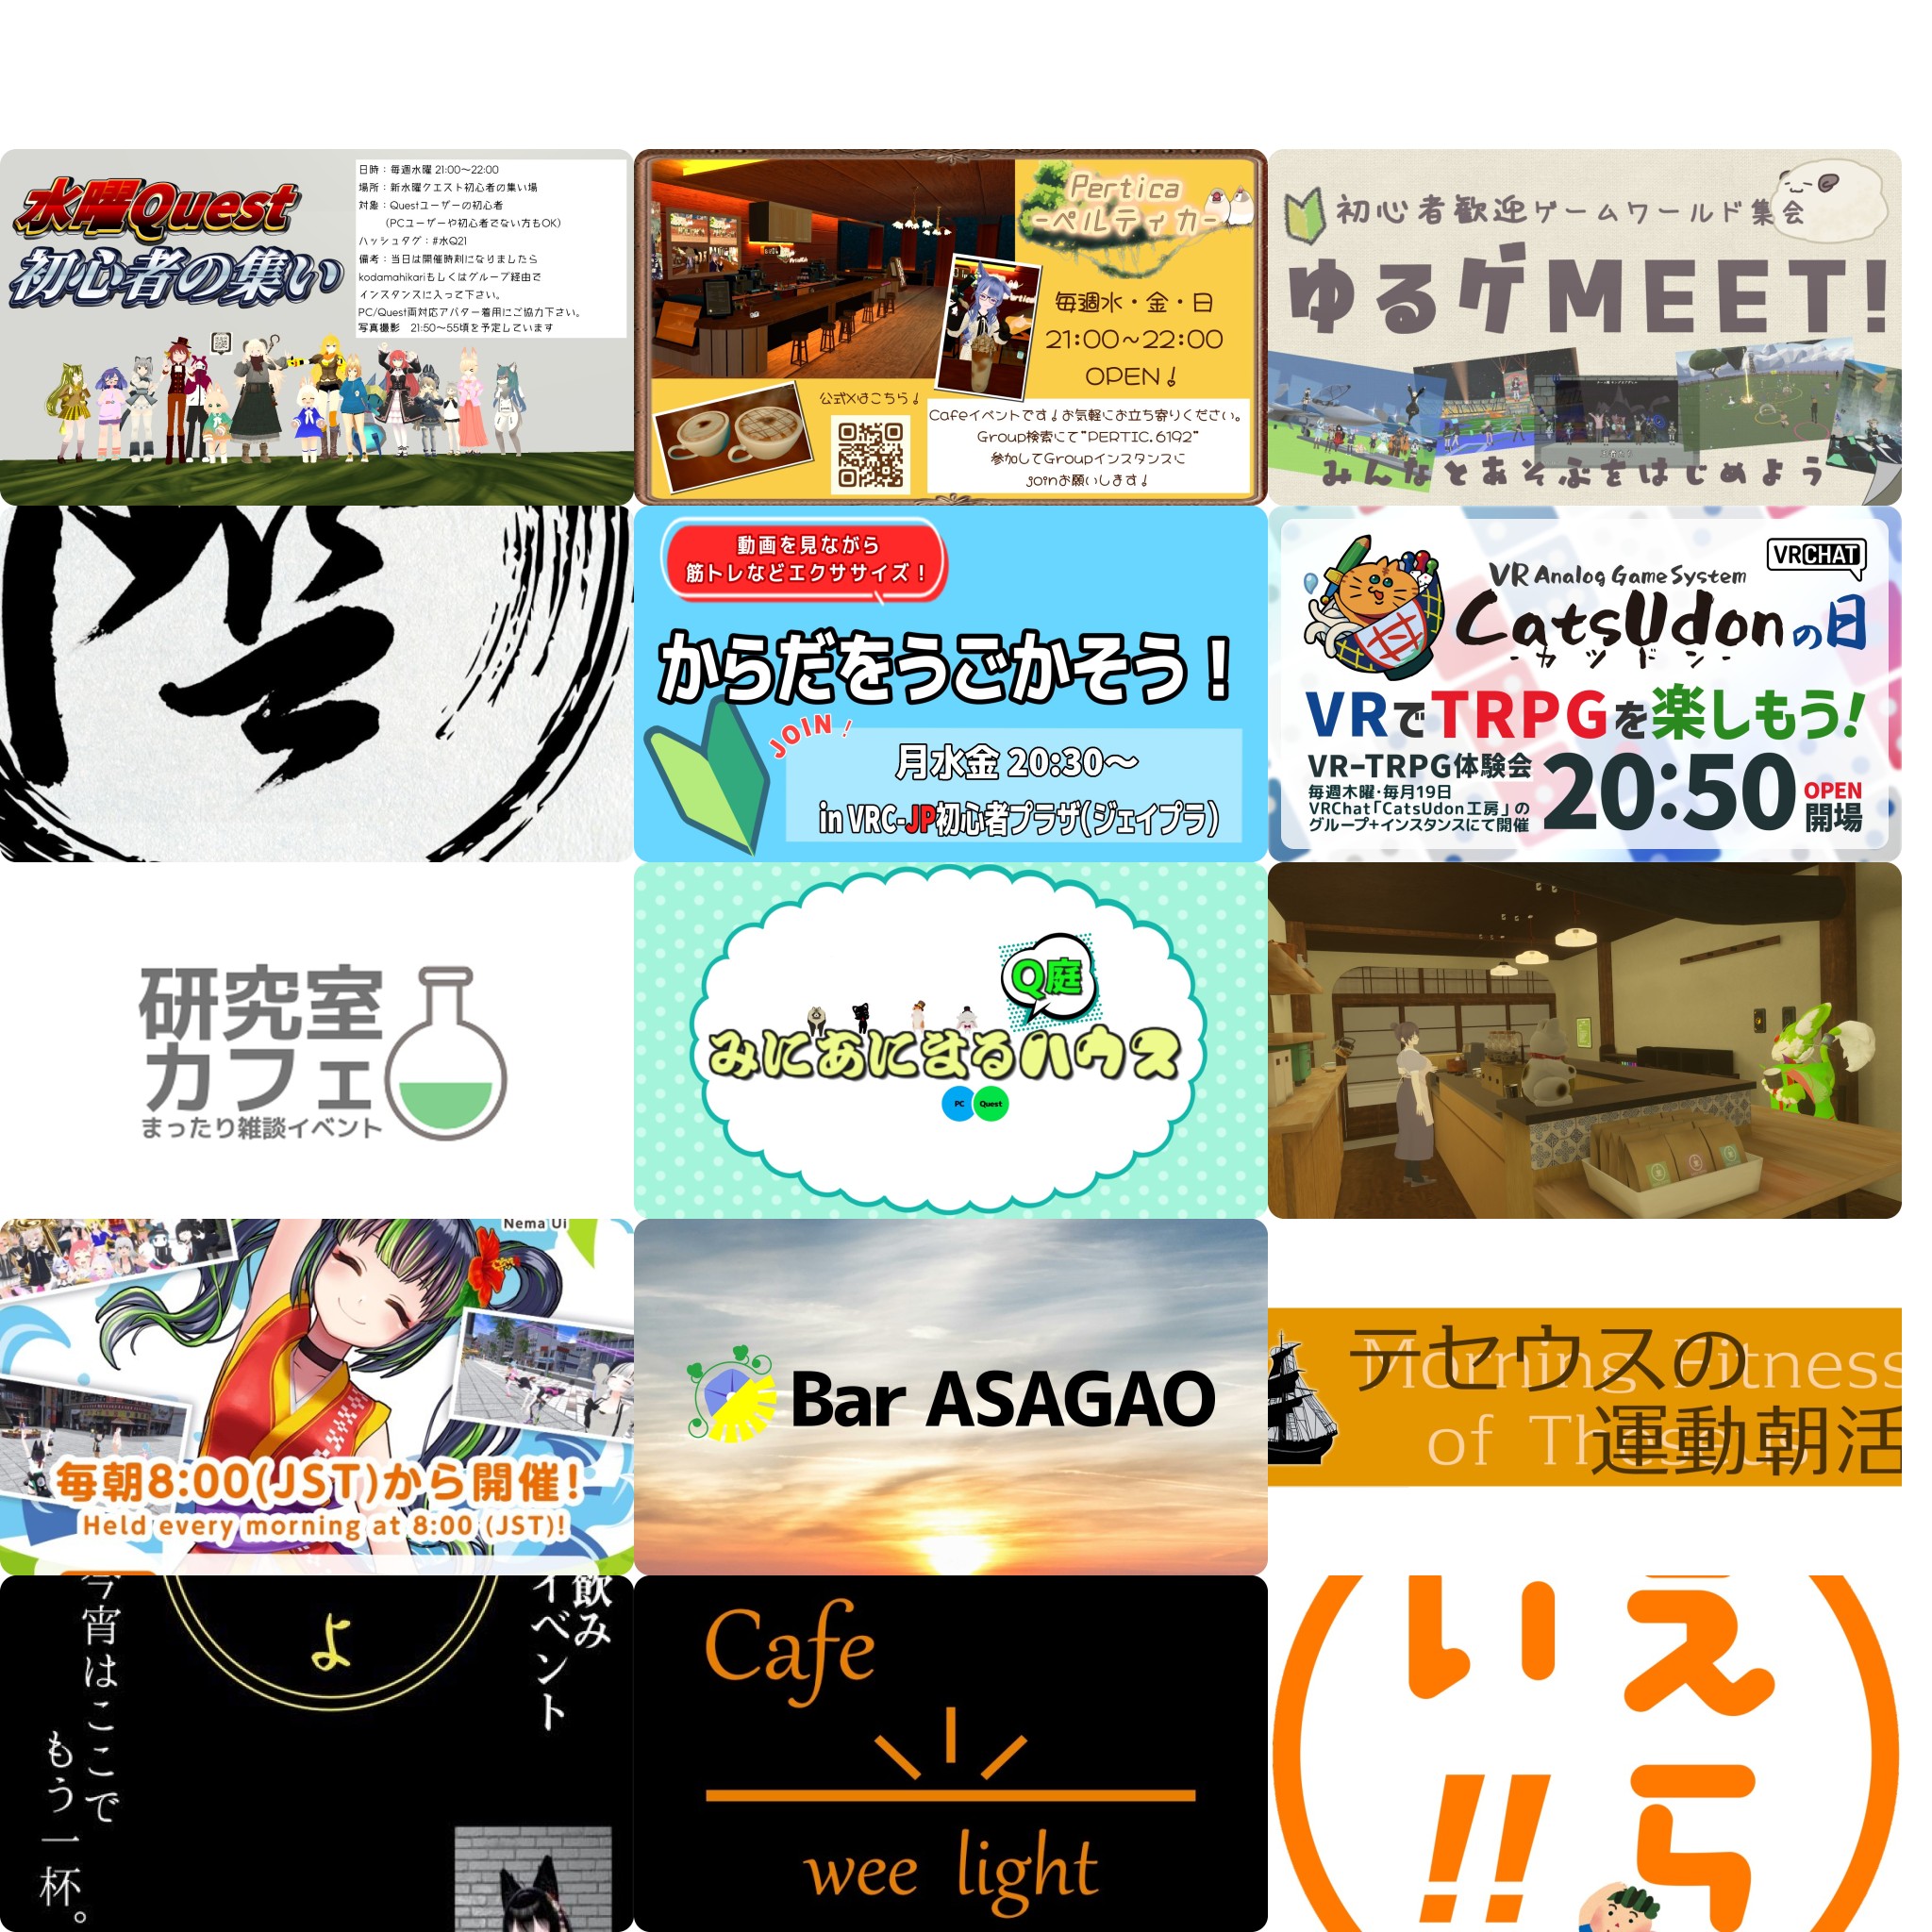 水曜Quest
初心者の集い
日時：毎週水曜 21:00～22:00
場所：新水曜クエスト初心者の集い場
対象：Questユーザーの初心者
（PCユーザーや初心者でない方もOK）
ハッシュタグ：#水Q21
備考：当日は開催時刻になりましたら
kodamahikariもしくはグループ経由で
インスタンスに入って下さい。
PC/Quest両対応アバター着用にご協力下さい。
写真撮影　21:50～55頃を予定しています
Pertica
-ペルティカ-
毎週水・金・日
21:00～22:00
OPEN！
公式Xはこちら！
Cafeイベントです！お気軽にお立ち寄りください。
Group検索にて"PERTIC.6192"
参加してGroupインスタンスに
joinお願いします！
初心者歓迎ゲームワールド集会
ゆるゲMEET!
みんなとあそぶをはじめよう
動画を見ながら
筋トレなどエクササイズ！
からだをうごかそう！
JOIN！
月水金 20:30～
in VRC-JP初心者プラザ(ジェイプラ)
VRCHAT
VR Analog Game System
CatsUdonの日
-カツドン-
VRでTRPGを楽しもう!
VR-TRPG体験会
毎週木曜･毎月19日
VRChat「CatsUdon工房」の
グループ+インスタンスにて開催
20:50
OPEN
開場
研究室
カフェ
まったり雑談イベント
Q庭
みにあにまるハウス
PC
Quest
Nema Ui
毎朝8:00(JST)から開催!
Held every morning at 8:00 (JST)!
Bar ASAGAO
テセウスの
運動朝活
Morning Fitness
of
飲み
イベント
よ
今宵はここで
もう一杯。
Cafe
wee light
えら
い!!